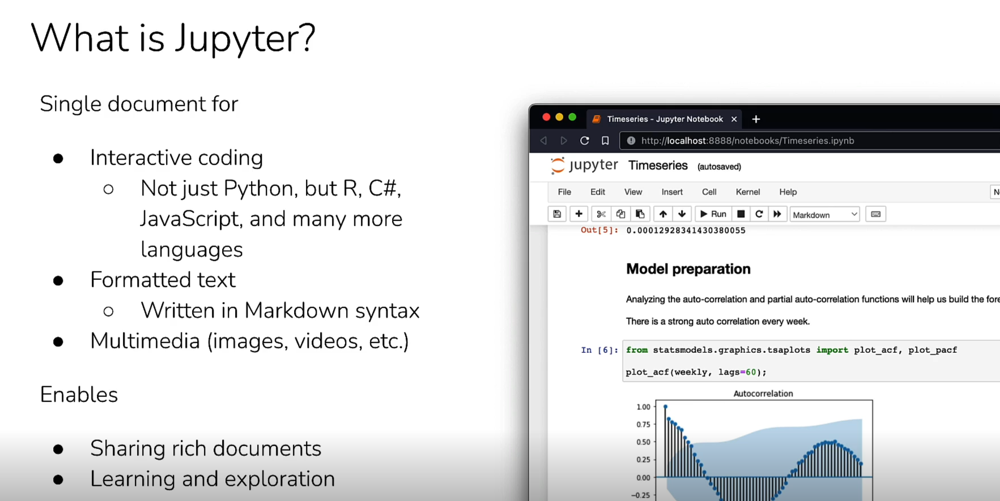 What is Jupyter?
Single document for
● Interactive coding
○ Not just Python, but R, C#,
JavaScript, and many more
languages
● Formatted text
○ Written in Markdown syntax
● Multimedia (images, videos, etc.)
Enables
● Sharing rich documents
● Learning and exploration
Timeseries - Jupyter Notebook
http://localhost:8888/notebooks/Timeseries.ipynb
jupyter Timeseries (autosaved)
File Edit View Insert Cell Kernel Help
Run Markdown
Out[5]: 0.00012928341430380055
Model preparation
Analyzing the auto-correlation and partial auto-correlation functions will help us build the
There is a strong auto correlation every week.
In [6]: from statsmodels.graphics.tsaplots import plot_acf, plot_pacf
plot_acf(weekly, lags=60);
Autocorrelation
1.00
0.75
0.50
0.25
0.00
−0.25